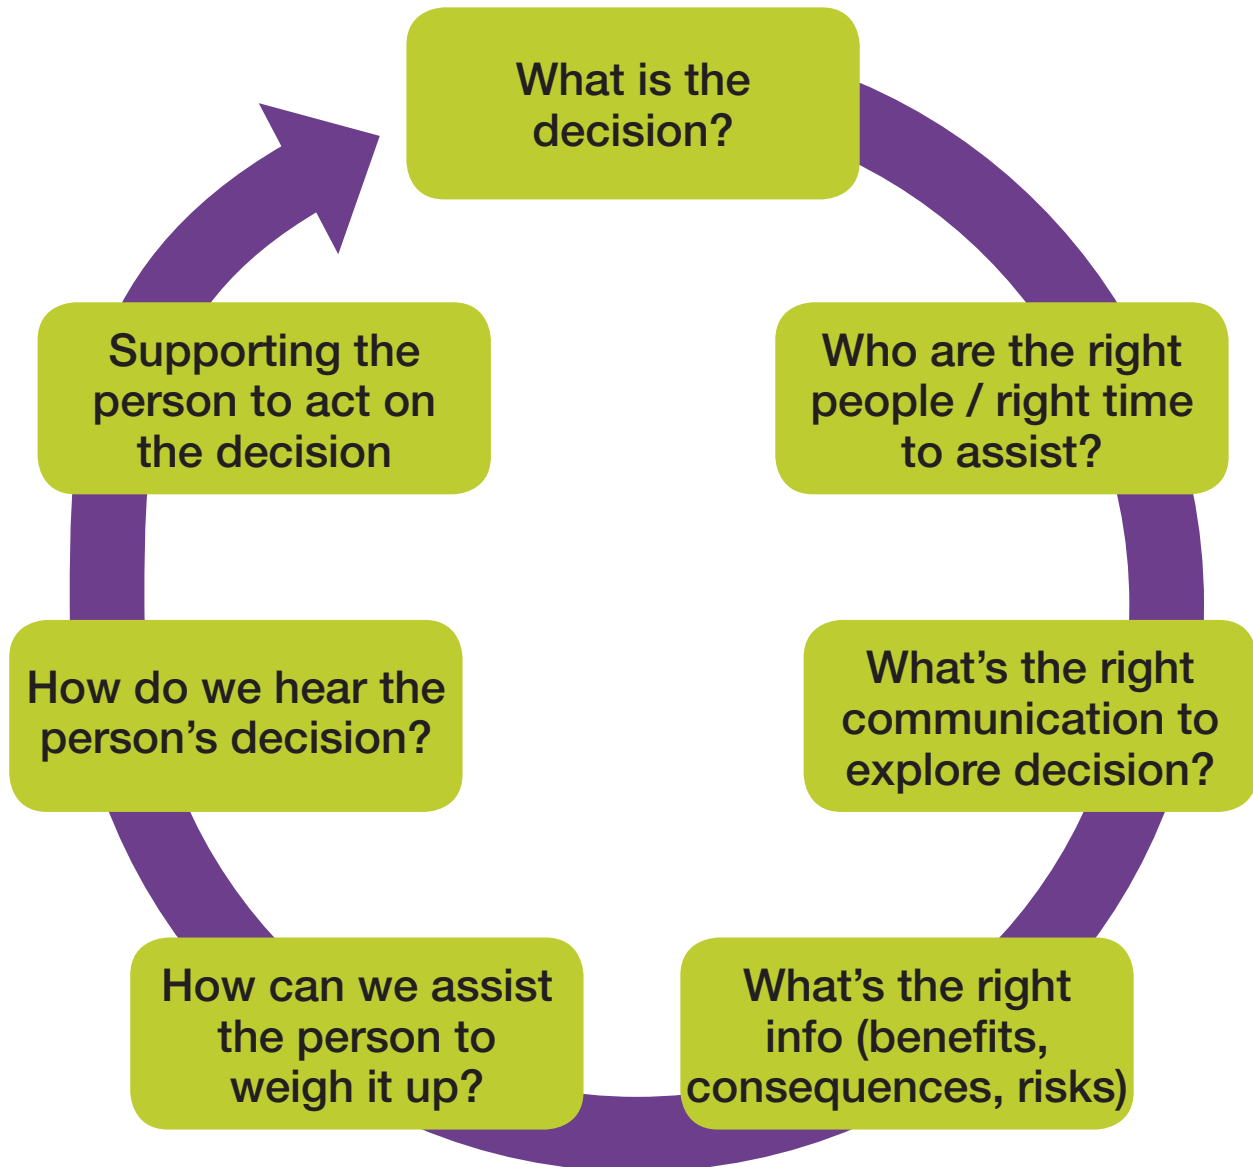 What is the
decision?
Who are the right
people / right time
to assist?
What’s the right
communication to
explore decision?
What’s the right
info (benefits,
consequences, risks)
How can we assist
the person to
weigh it up?
How do we hear the
person’s decision?
Supporting the
person to act on
the decision